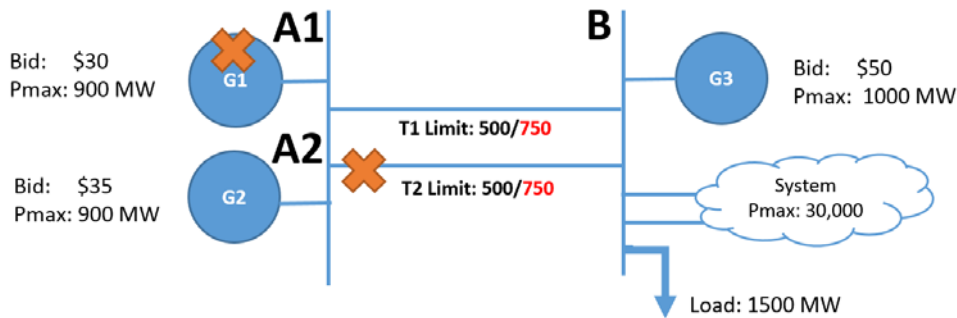 A1
B
Bid: $30
Pmax: 900 MW
G1
G3
Bid: $50
Pmax: 1000 MW
T1 Limit: 500/750
A2
T2 Limit: 500/750
Bid: $35
Pmax: 900 MW
G2
System
Pmax: 30,000
Load: 1500 MW